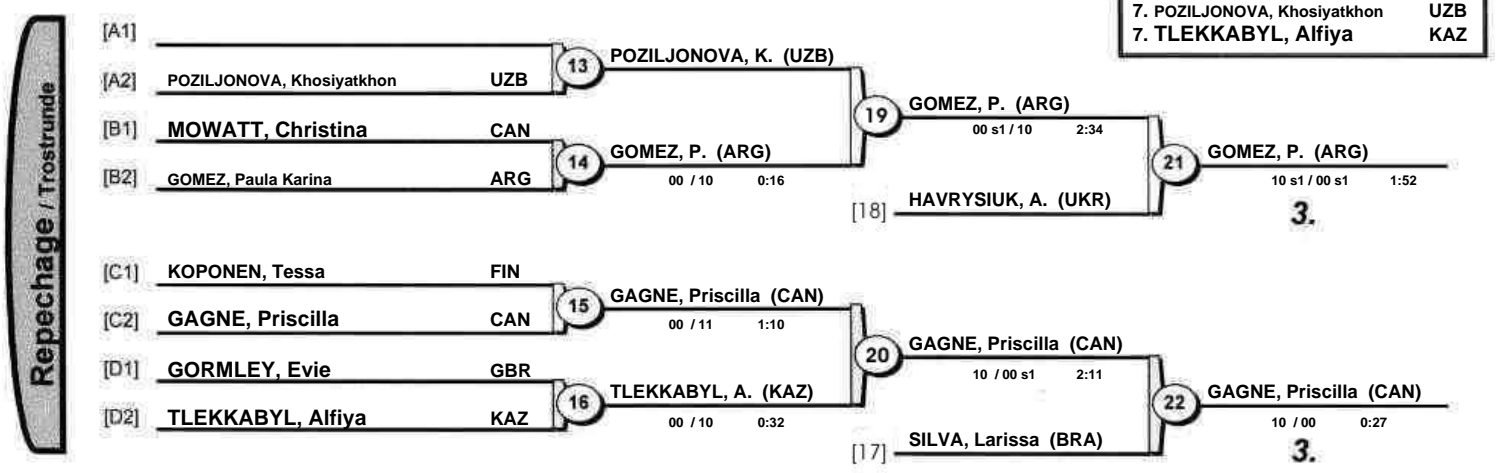 7. POZILJONOVA, Khosiyatkhon UZB
7. TLEKKABYL, Alfiya KAZ
Repechage / Trostrunde
[A1]
[A2] POZILJONOVA, Khosiyatkhon UZB
13 POZILJONOVA, K. (UZB)
[B1] MOWATT, Christina CAN
[B2] GOMEZ, Paula Karina ARG
14 GOMEZ, P. (ARG)
00 / 10 0:16
19 GOMEZ, P. (ARG)
00 s1 / 10 2:34
[18] HAVRYSIUK, A. (UKR)
21 GOMEZ, P. (ARG)
10 s1 / 00 s1 1:52
3.
[C1] KOPONEN, Tessa FIN
[C2] GAGNE, Priscilla CAN
15 GAGNE, Priscilla (CAN)
00 / 11 1:10
[D1] GORMLEY, Evie GBR
[D2] TLEKKABYL, Alfiya KAZ
16 TLEKKABYL, A. (KAZ)
00 / 10 0:32
20 GAGNE, Priscilla (CAN)
10 / 00 s1 2:11
[17] SILVA, Larissa (BRA)
22 GAGNE, Priscilla (CAN)
10 / 00 0:27
3.